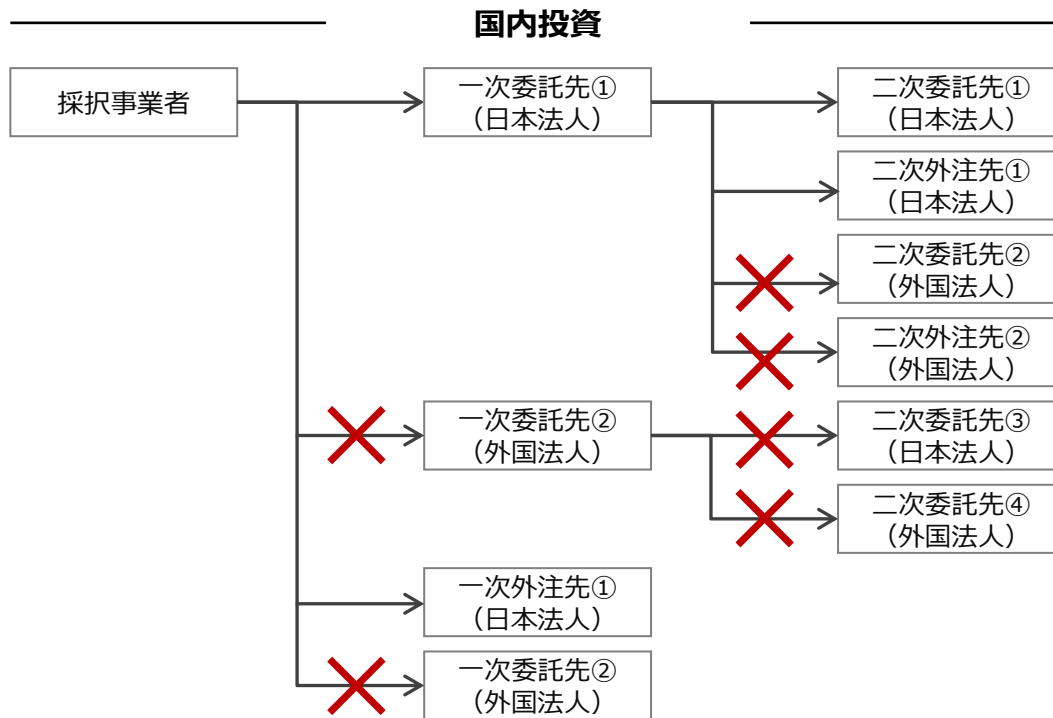 国内投資
採択事業者
一次委託先①
（日本法人）
二次委託先①
（日本法人）
二次外注先①
（日本法人）
二次委託先②
（外国法人）
二次外注先②
（外国法人）
一次委託先②
（外国法人）
二次委託先③
（日本法人）
二次委託先④
（外国法人）
一次外注先①
（日本法人）
一次委託先②
（外国法人）